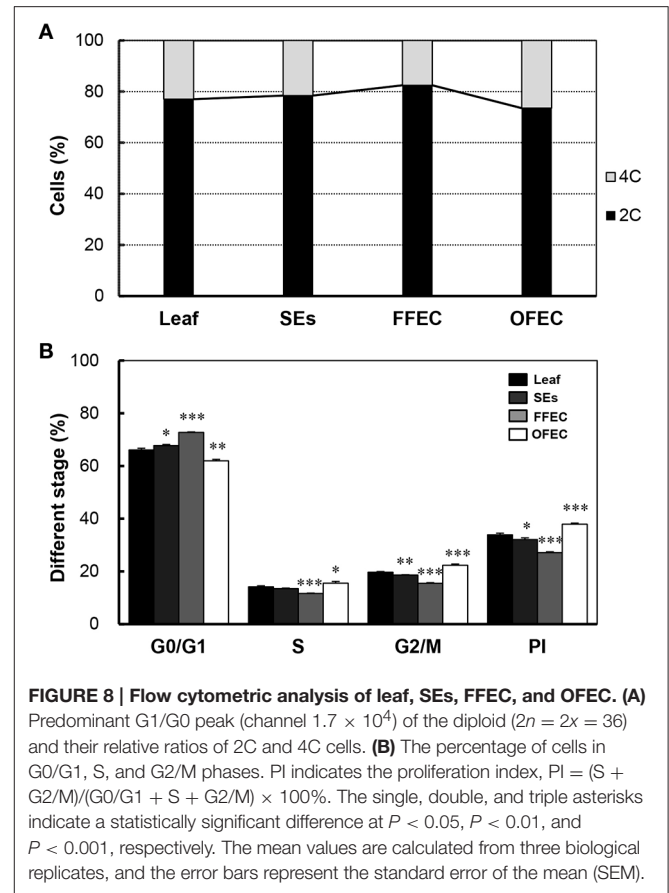 A
100
80
60
40
20
0
Cells (%)
4C
2C
Leaf SEs FFEC OFEC
B
100
80
60
40
20
0
Different stage (%)
Leaf
SEs
FFEC
OFEC
* *** **
*** *
** *** ***
* *** ***
G0/G1 S G2/M PI
FIGURE 8 | Flow cytometric analysis of leaf, SEs, FFEC, and OFEC. (A)
Predominant G1/G0 peak (channel 1.7 × 10⁴) of the diploid (2n = 2x = 36)
and their relative ratios of 2C and 4C cells. (B) The percentage of cells in
G0/G1, S, and G2/M phases. PI indicates the proliferation index, PI = (S +
G2/M)/(G0/G1 + S + G2/M) × 100%. The single, double, and triple asterisks
indicate a statistically significant difference at P < 0.05, P < 0.01, and
P < 0.001, respectively. The mean values are calculated from three biological
replicates, and the error bars represent the standard error of the mean (SEM).